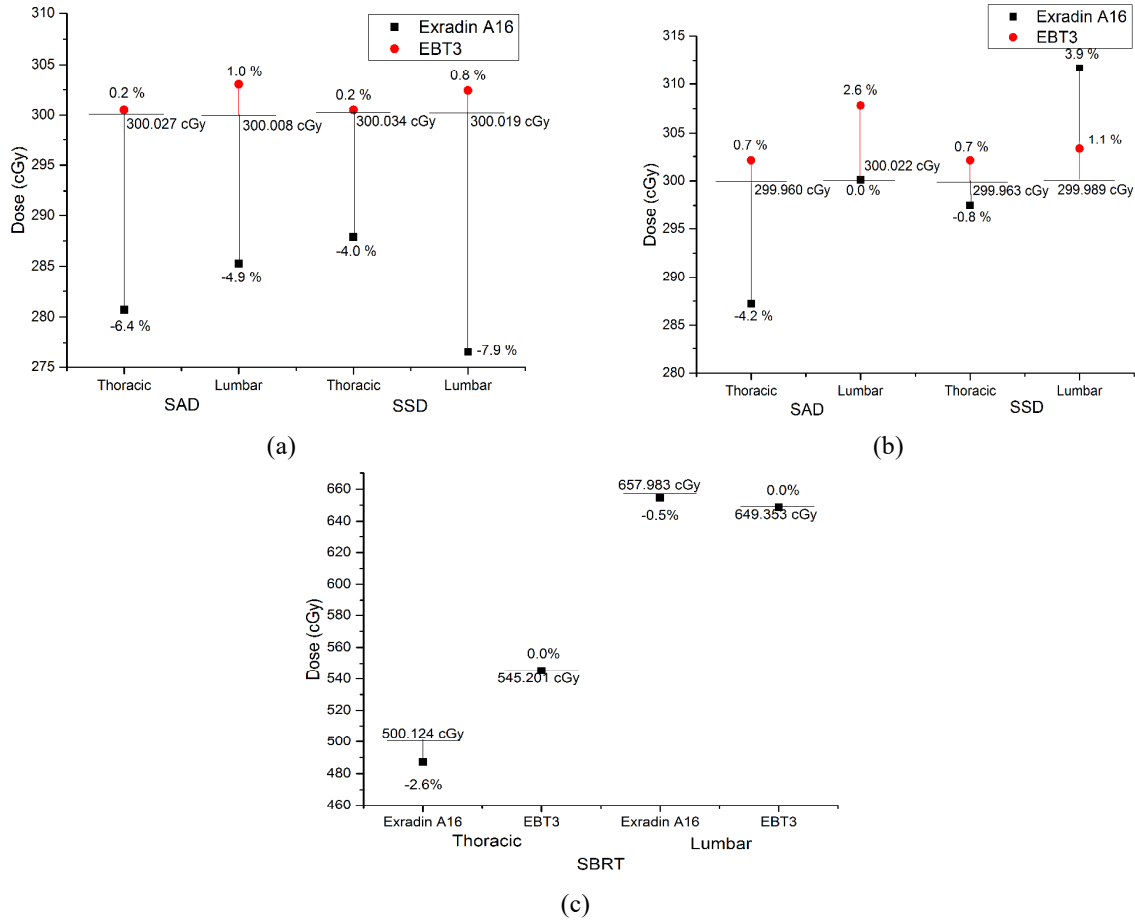 Exradin A16
EBT3
310
305
300
295
290
285
280
275
Dose (cGy)
0.2 %
1.0 %
0.2 %
0.8 %
300.027 cGy
300.008 cGy
300.034 cGy
300.019 cGy
-6.4 %
-4.9 %
-4.0 %
-7.9 %
Thoracic
Lumbar
Thoracic
Lumbar
SAD
SSD
(a)
Exradin A16
EBT3
315
310
305
300
295
290
285
280
Dose (cGy)
0.7 %
2.6 %
0.7 %
3.9 %
1.1 %
299.960 cGy
300.022 cGy
299.963 cGy
299.989 cGy
-4.2 %
0.0 %
-0.8 %
Thoracic
Lumbar
Thoracic
Lumbar
SAD
SSD
(b)
660
640
620
600
580
560
540
520
500
480
460
Dose (cGy)
500.124 cGy
-2.6%
0.0%
545.201 cGy
657.983 cGy
-0.5%
0.0%
649.353 cGy
Exradin A16
EBT3
Exradin A16
EBT3
Thoracic
Lumbar
SBRT
(c)